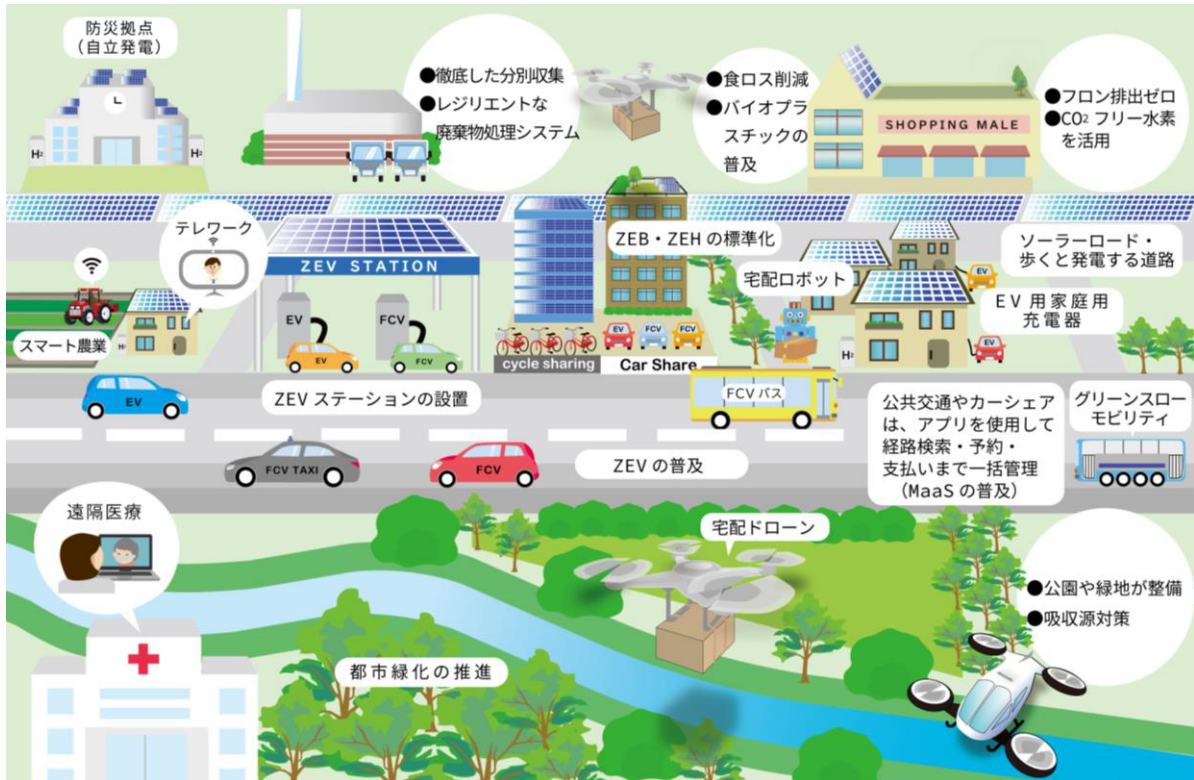 防災拠点
（自立発電）
H²
H²
●徹底した分別収集
●レジリエントな
廃棄物処理システム
●食ロス削減
●バイオプラ
スチックの
普及
SHOPPING MALE
●フロン排出ゼロ
●CO² フリー水素
を活用
テレワーク
スマート農業
ZEV STATION
EV
FCV
EV
FCV
ZEB・ZEH の標準化
EV
FCV
FCV
cycle sharing
Car Share
宅配ロボット
H²
EV
EV
ソーラーロード・
歩くと発電する道路
EV用家庭用
充電器
EV
ZEV ステーションの設置
FCV バス
公共交通やカーシェア
は、アプリを使用して
経路検索・予約・
支払いまで一括管理
（MaaS の普及）
グリーンスロー
モビリティ
FCV TAXI
FCV
ZEV の普及
遠隔医療
宅配ドローン
●公園や緑地が整備
●吸収源対策
都市緑化の推進